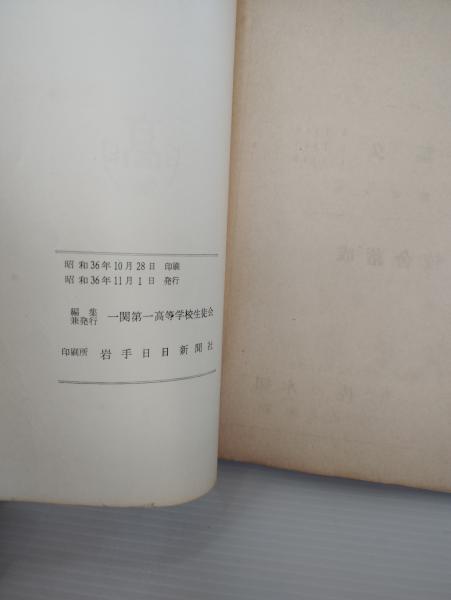 昭和36年10月28日 印刷
昭和36年11月1日 発行
編集兼発行 一関第一高等学校生徒会
印刷所 岩手日日新聞社